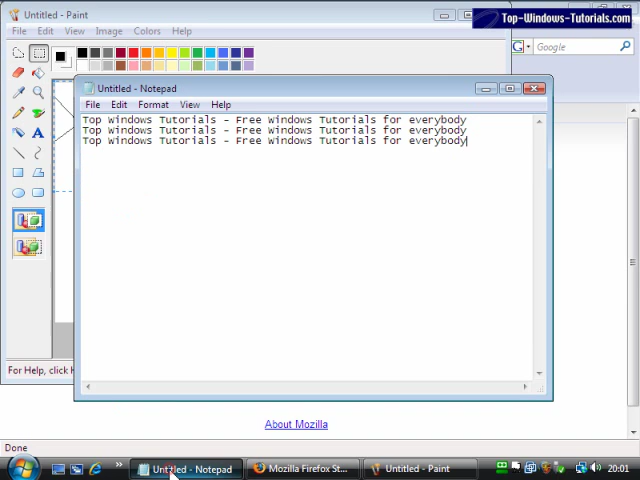 Untitled - Paint
Top-Windows-Tutorials.com
File Edit View Image Colors Help
Google
Untitled - Notepad
File Edit Format View Help
Top Windows Tutorials - Free Windows Tutorials for everybody
Top Windows Tutorials - Free Windows Tutorials for everybody
Top Windows Tutorials - Free Windows Tutorials for everybody
For Help, click H
About Mozilla
Done
Untitled - Notepad
Mozilla Firefox St...
Untitled - Paint
20:01